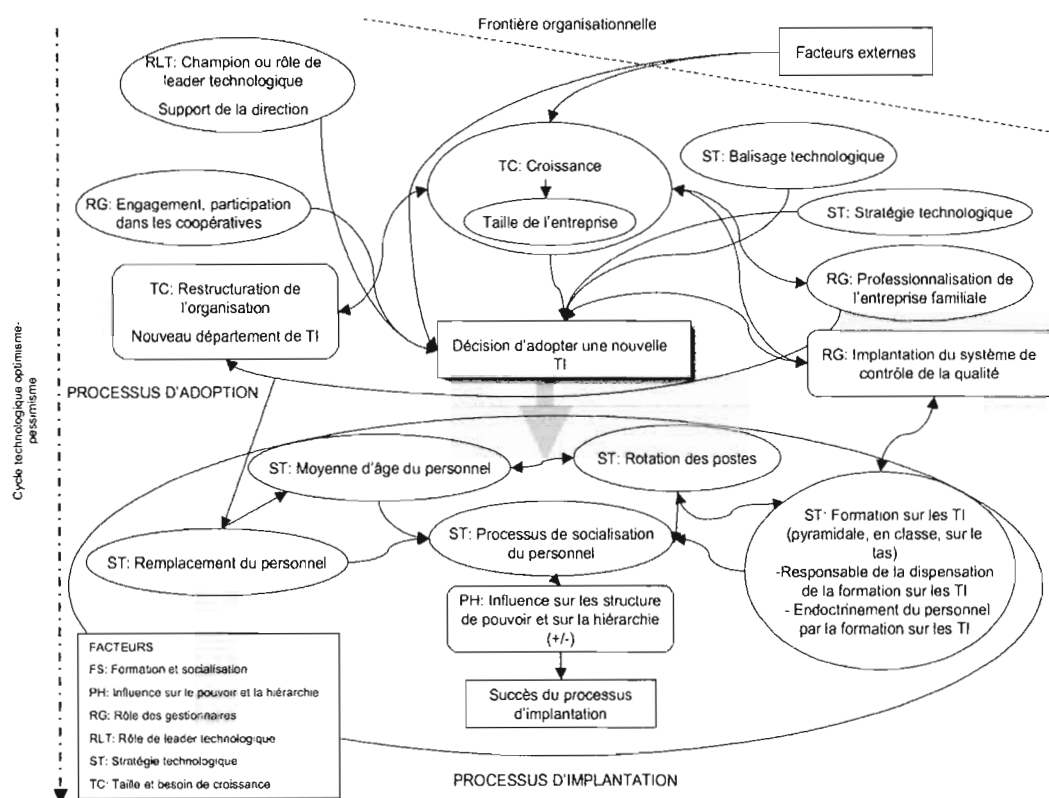 Frontière organisationnelle
Facteurs externes
RLT: Champion ou rôle de
leader technologique
Support de la direction
TC: Croissance
Taille de l'entreprise
ST: Balisage technologique
RG: Engagement, participation
dans les coopératives
ST: Stratégie technologique
TC: Restructuration de
l'organisation
Nouveau département de TI
RG: Professionnalisation de
l'entreprise familiale
Décision d'adopter une nouvelle
TI
RG: Implantation du système de
contrôle de la qualité
PROCESSUS D'ADOPTION
Cycle technologique optimisme-
pessimisme
ST: Moyenne d'âge du personnel
ST: Rotation des postes
ST: Remplacement du personnel
ST: Processus de socialisation
du personnel
ST: Formation sur les TI
(pyramidale, en classe, sur le
tas)
-Responsable de la dispensation
de la formation sur les TI
- Endoctrinement du personnel
par la formation sur les TI
PH: Influence sur les structure
de pouvoir et sur la hiérarchie
(+/-)
Succès du processus
d'implantation
FACTEURS
FS: Formation et socialisation
PH: Influence sur le pouvoir et la hiérarchie
RG: Rôle des gestionnaires
RLT: Rôle de leader technologique
ST: Stratégie technologique
TC: Taille et besoin de croissance
PROCESSUS D'IMPLANTATION